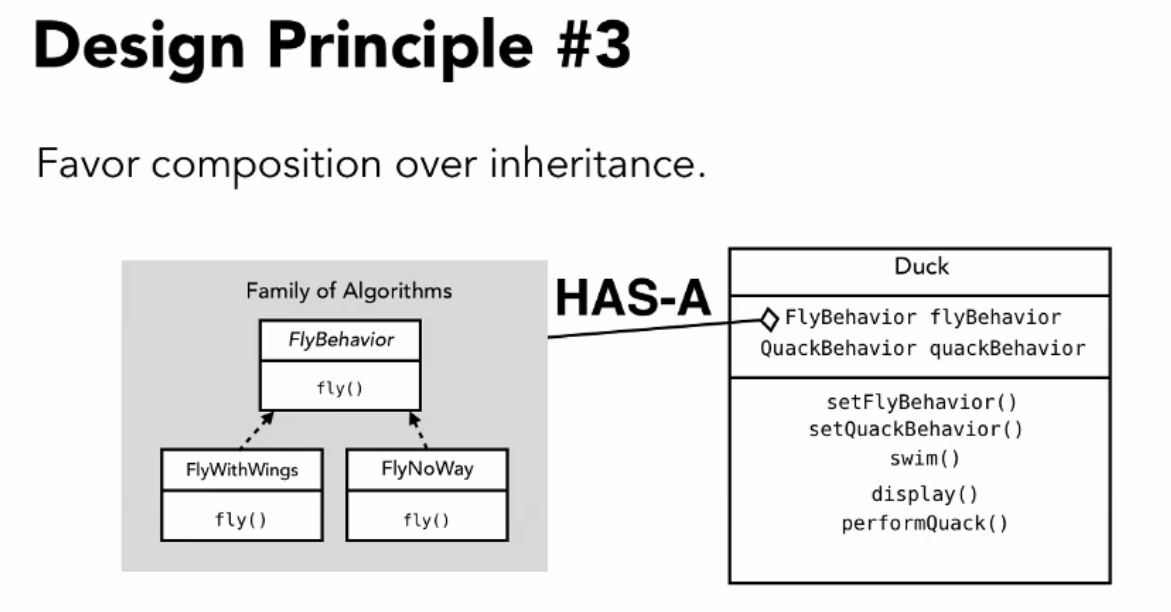 Design Principle #3
Favor composition over inheritance.
Family of Algorithms
FlyBehavior
fly()
FlyWithWings
fly()
FlyNoWay
fly()
HAS-A
Duck
FlyBehavior flyBehavior
QuackBehavior quackBehavior
setFlyBehavior()
setQuackBehavior()
swim()
display()
performQuack()